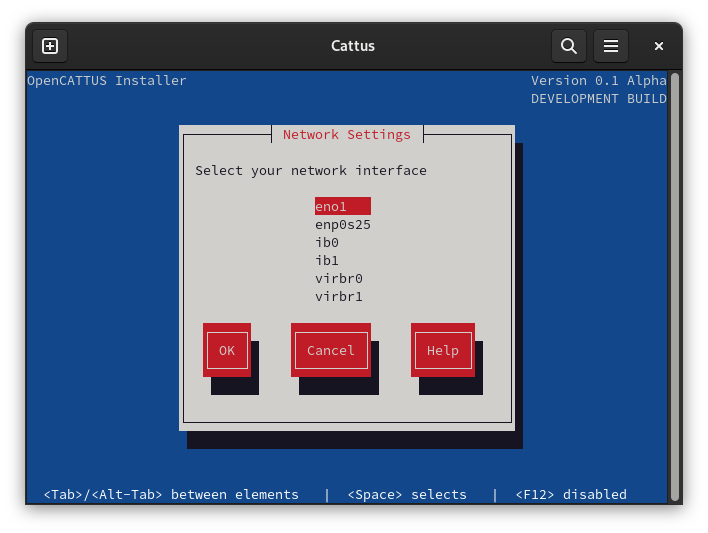 Cattus
OpenCATTUS Installer Version 0.1 Alpha
DEVELOPMENT BUILD
Network Settings
Select your network interface
eno1
enp0s25
ib0
ib1
virbr0
virbr1
OK Cancel Help
<Tab>/<Alt-Tab> between elements | <Space> selects | <F12> disabled